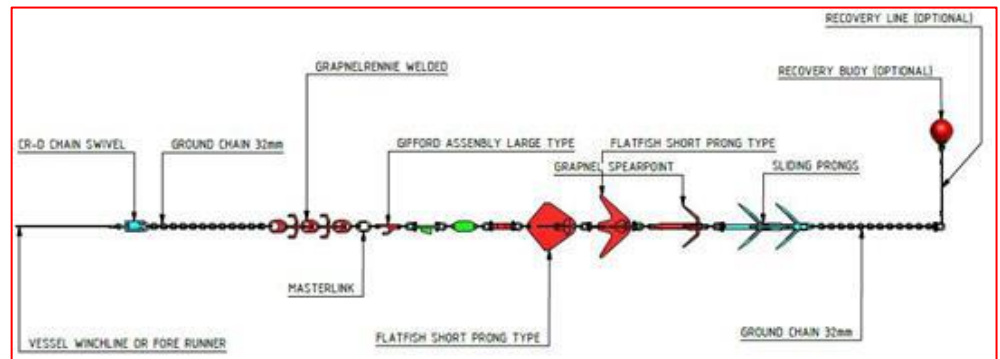 RECOVERY LINE (OPTIONAL)
GRAPNELRENNIE WELDED
RECOVERY BUOY (OPTIONAL)
CR-D CHAIN SWIVEL
GROUND CHAIN 32mm
GIFFORD ASSENBLY LARGE TYPE
FLATFISH SHORT PRONG TYPE
GRAPNEL SPEARPOINT
SLIDING PRONGS
MASTERLINK
VESSEL WINCHLINE OR FORE RUNNER
FLATFISH SHORT PRONG TYPE
GROUND CHAIN 32mm